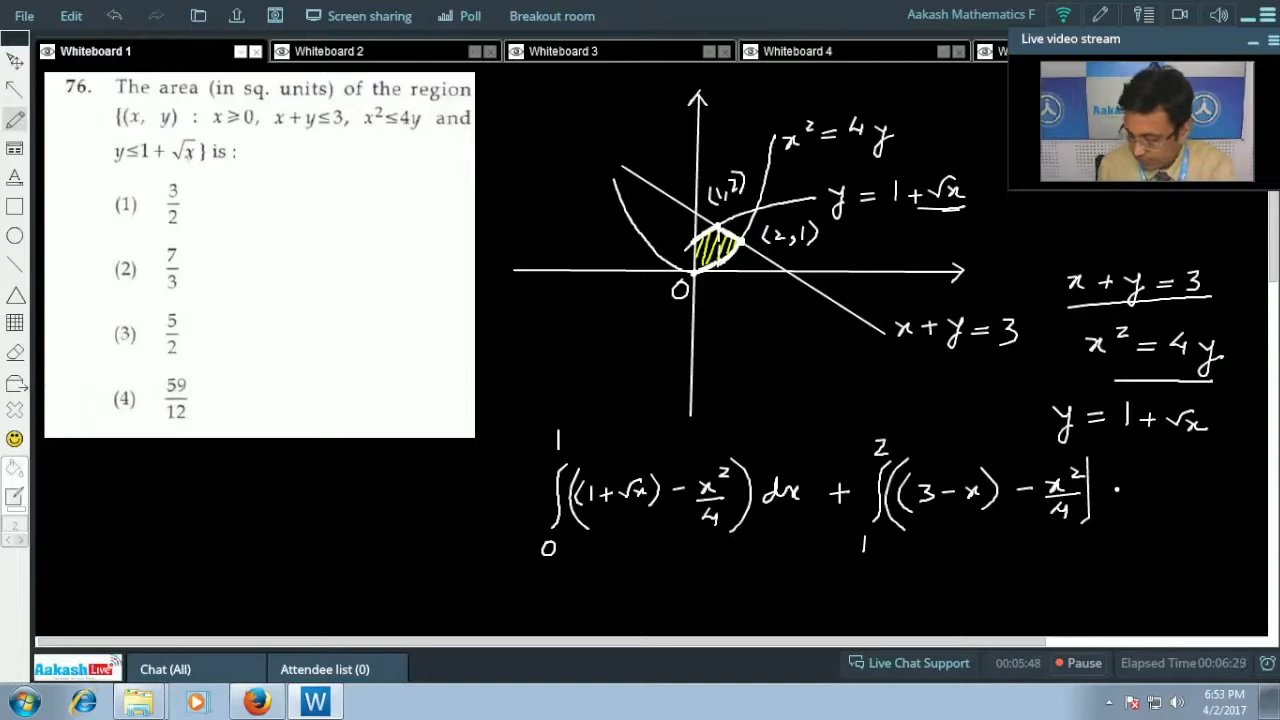 File Edit Screen sharing Poll Breakout room Aakash Mathematics F
Live video stream
Whiteboard 1 Whiteboard 2 Whiteboard 3 Whiteboard 4
76. The area (in sq. units) of the region
{(x, y) : x⩾0, x+y≤3, x²≤4y and
y≤1+√x} is :
(1) 3/2
(2) 7/3
(3) 5/2
(4) 59/12
x² = 4y
(1,2)
y = 1+√x
(2,1)
O
x+y=3
x+y=3
x²=4y
y = 1+√x
∫₀¹((1+√x) - x²/4) dx + ∫₁²((3-x) - x²/4
Aakash
2
Aakash Live Chat (All) Attendee list (0) Live Chat Support 00:05:48 Pause Elapsed Time 00:06:29
6:53 PM
4/2/2017